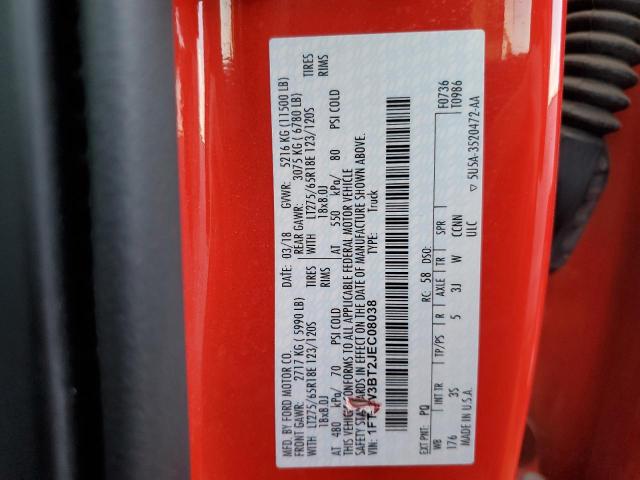 MFD. BY FORD MOTOR CO.
DATE: 03/18 GVWR: 5216 KG (11500 LB)
FRONT GAWR: 2717 KG (5990 LB) REAR GAWR: 3075 KG (6780 LB)
WITH LT275/65R18E 123/120S TIRES WITH LT275/65R18E 123/120S TIRES
18x8.0J RIMS 18x8.0J RIMS
AT 480 kPa/ 70 PSI COLD AT 550 kPa/ 80 PSI COLD
THIS VEHICLE CONFORMS TO ALL APPLICABLE FEDERAL MOTOR VEHICLE
SAFETY STANDARDS IN EFFECT ON THE DATE OF MANUFACTURE SHOWN ABOVE.
VIN: TYPE: Truck
EXT PNT: PQ RC: 58 DSO: F0736
WB INT TR TP/PS R AXLE TR SPR T0986
176 3S 5 3J W CCNN
MADE IN U.S.A. ULC ▽ 5U5A-3520472-AA